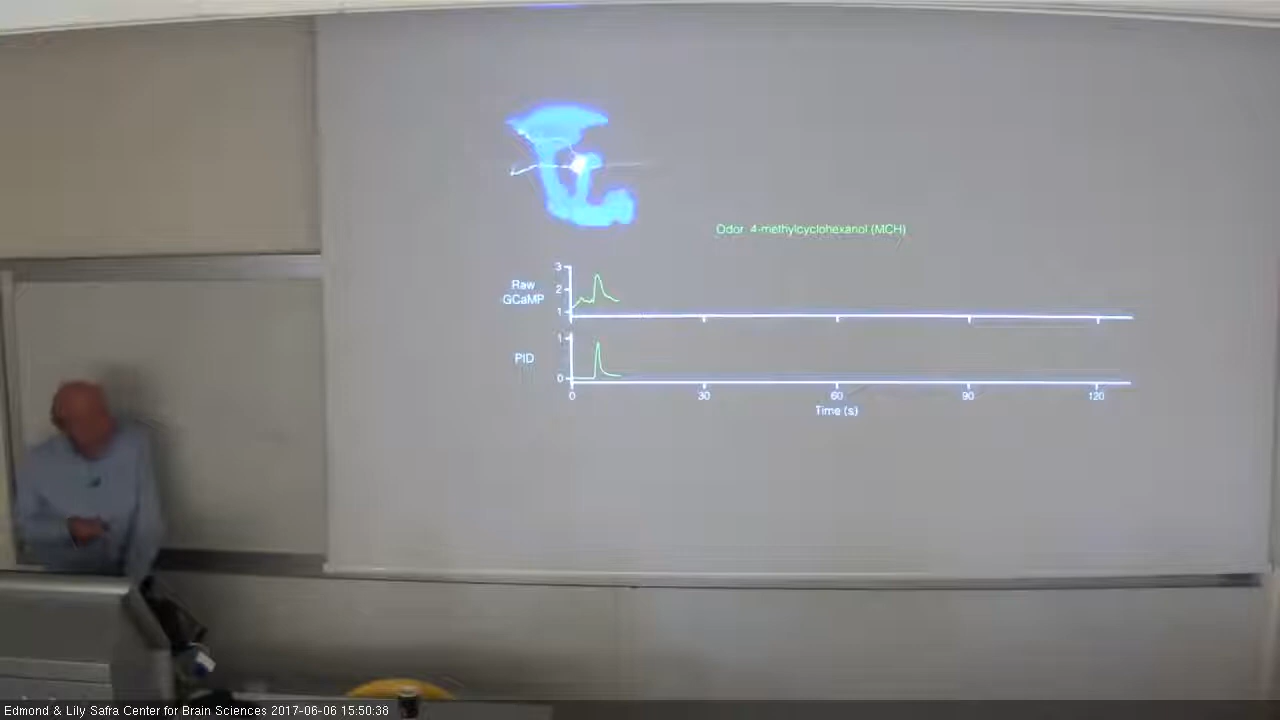 Odor: 4-methylcyclohexanol (MCH)
3
Raw
GCaMP
2
1
1
PID
0
0 30 60 90 120
Time (s)
Edmond & Lily Safra Center for Brain Sciences 2017-06-06 15:50:38